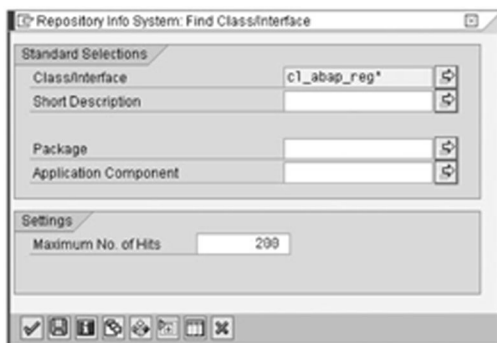 Repository Info System: Find Class/Interface
Standard Selections
Class/Interface cl_abap_reg*
Short Description
Package
Application Component
Settings
Maximum No. of Hits 200